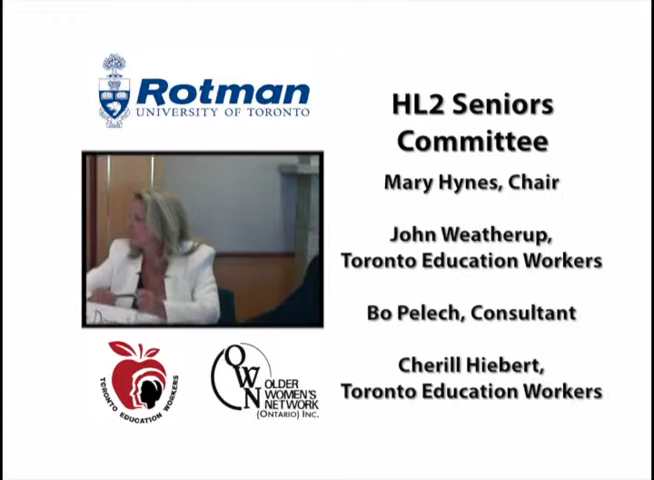 Rotman
UNIVERSITY OF TORONTO
HL2 Seniors
Committee
Mary Hynes, Chair
John Weatherup,
Toronto Education Workers
Bo Pelech, Consultant
Cherill Hiebert,
Toronto Education Workers
TORONTO EDUCATION WORKERS
OWN
OLDER
WOMEN'S
NETWORK
(ONTARIO) INC.